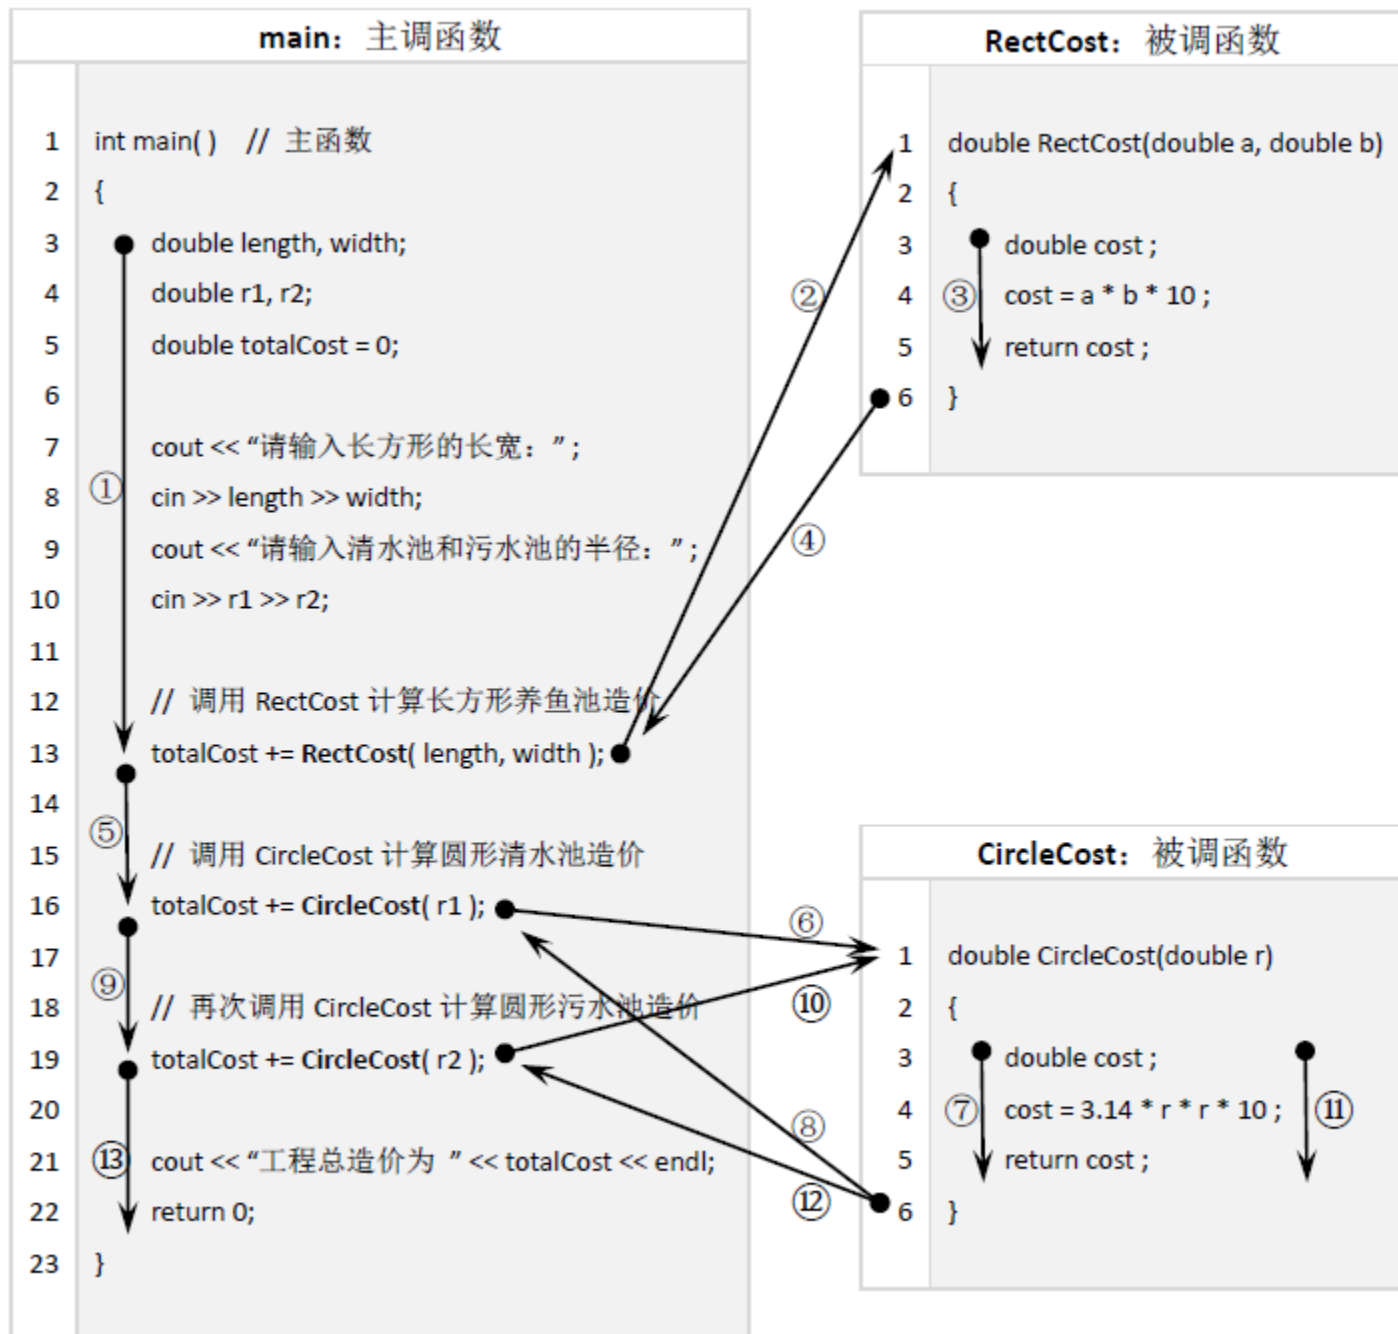 main：主调函数
1 int main( ) // 主函数
2 {
3 double length, width;
4 double r1, r2;
5 double totalCost = 0;
6
7 cout << “请输入长方形的长宽：” ;
8 cin >> length >> width;
9 cout << “请输入清水池和污水池的半径：” ;
10 cin >> r1 >> r2;
11
12 // 调用 RectCost 计算长方形养鱼池造价
13 totalCost += RectCost( length, width );
14
15 // 调用 CircleCost 计算圆形清水池造价
16 totalCost += CircleCost( r1 );
17
18 // 再次调用 CircleCost 计算圆形污水池造价
19 totalCost += CircleCost( r2 );
20
21 cout << “工程总造价为 ” << totalCost << endl;
22 return 0;
23 }
①
⑤
⑨
⑬
②
④
⑥
⑩
⑧
⑫
RectCost：被调函数
1 double RectCost(double a, double b)
2 {
3 double cost ;
4 ③ cost = a * b * 10 ;
5 return cost ;
6 }
CircleCost：被调函数
1 double CircleCost(double r)
2 {
3 double cost ;
4 ⑦ cost = 3.14 * r * r * 10 ; ⑪
5 return cost ;
6 }